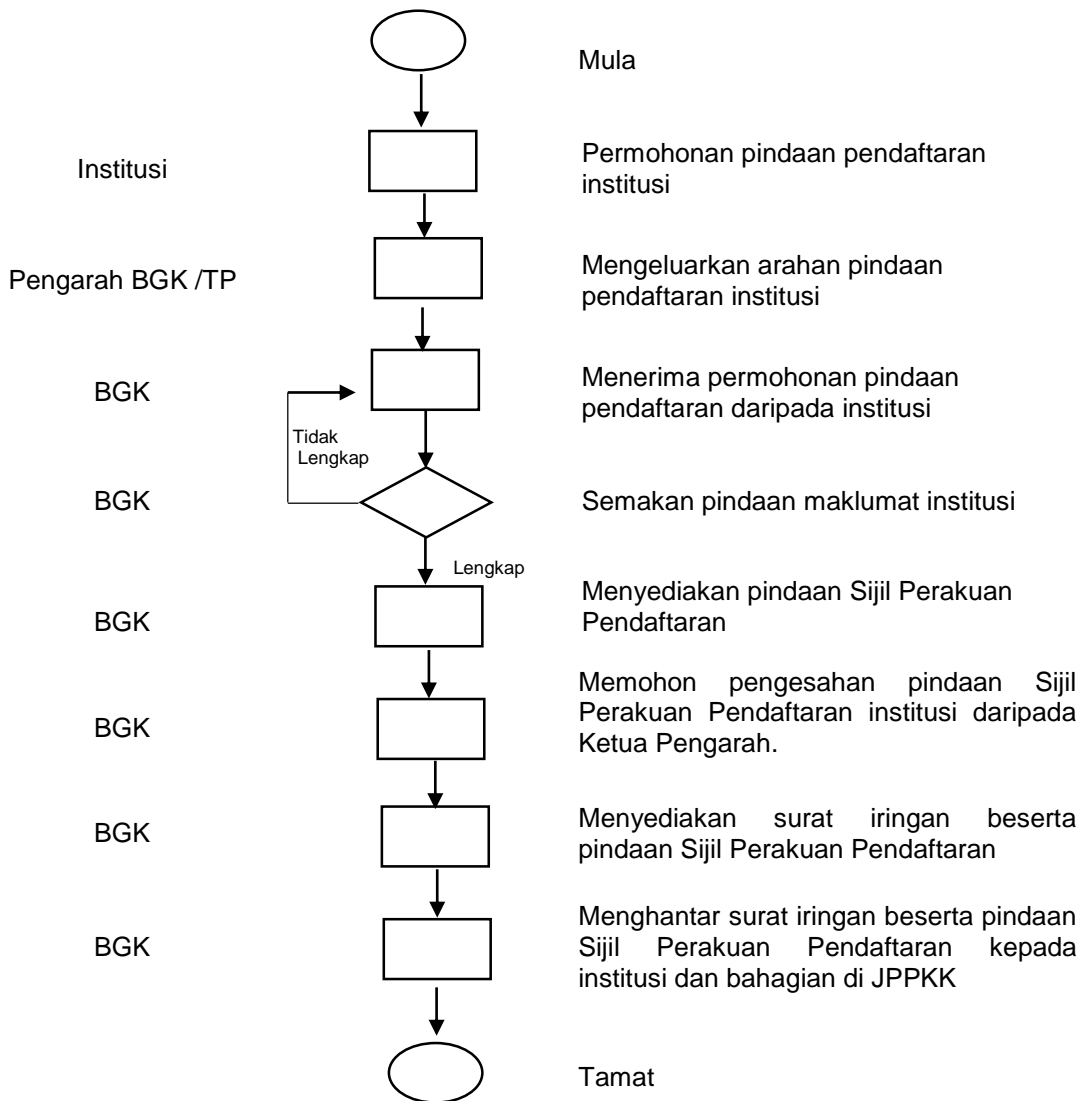 Mula
Institusi
Permohonan pindaan pendaftaran
institusi
Pengarah BGK /TP
Mengeluarkan arahan pindaan
pendaftaran institusi
BGK
Menerima permohonan pindaan
pendaftaran daripada institusi
Tidak
Lengkap
BGK
Semakan pindaan maklumat institusi
Lengkap
BGK
Menyediakan pindaan Sijil Perakuan
Pendaftaran
BGK
Memohon pengesahan pindaan Sijil
Perakuan Pendaftaran institusi daripada
Ketua Pengarah.
BGK
Menyediakan surat iringan beserta
pindaan Sijil Perakuan Pendaftaran
BGK
Menghantar surat iringan beserta pindaan
Sijil Perakuan Pendaftaran kepada
institusi dan bahagian di JPPKK
Tamat